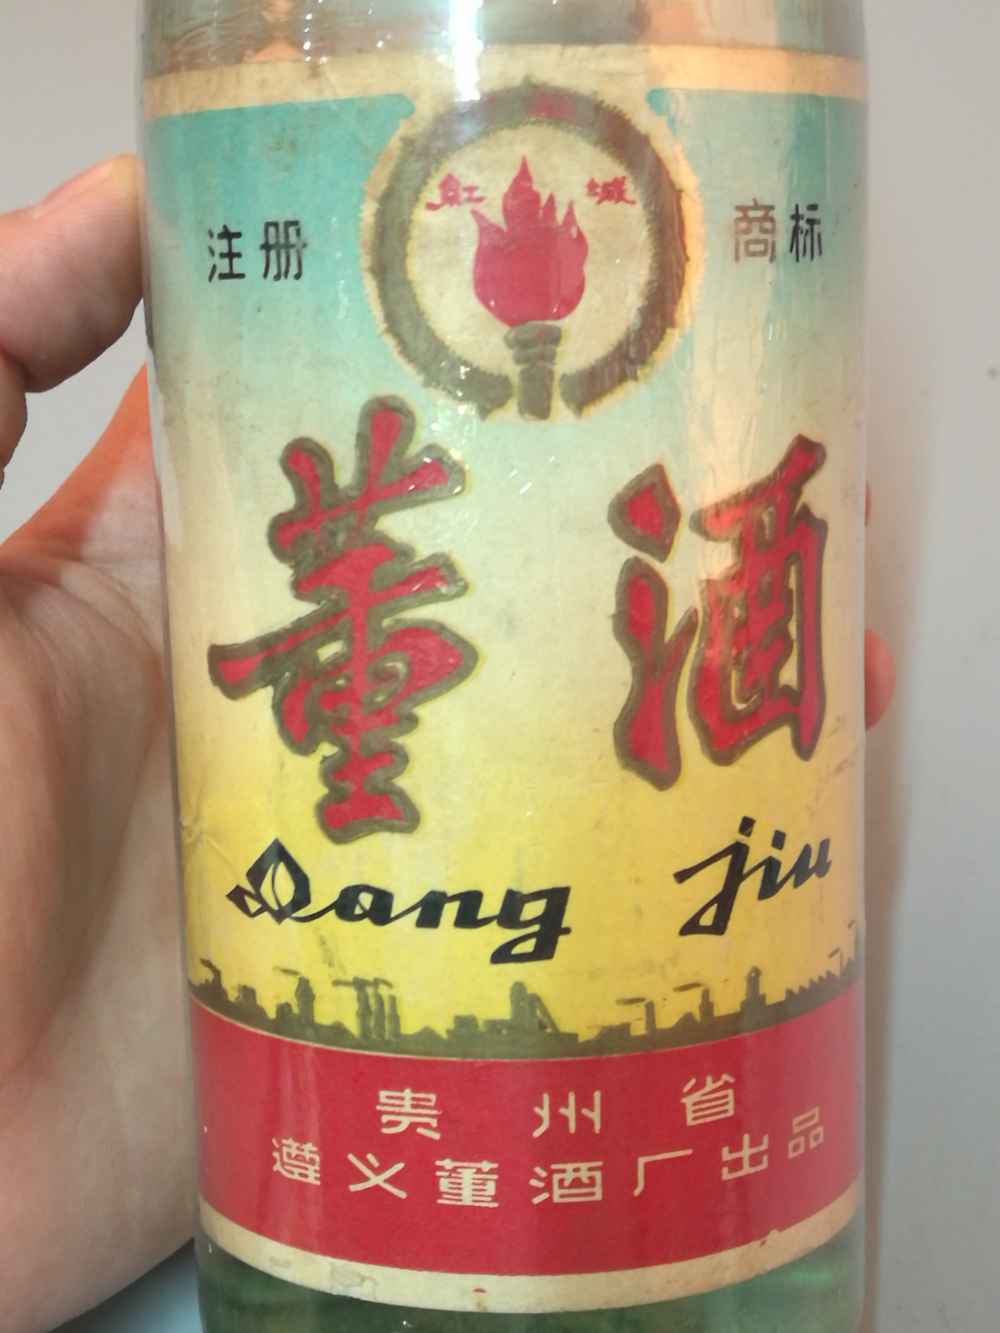 红城
注册 商标
董酒
Dang jiu
贵州省
遵义董酒厂出品